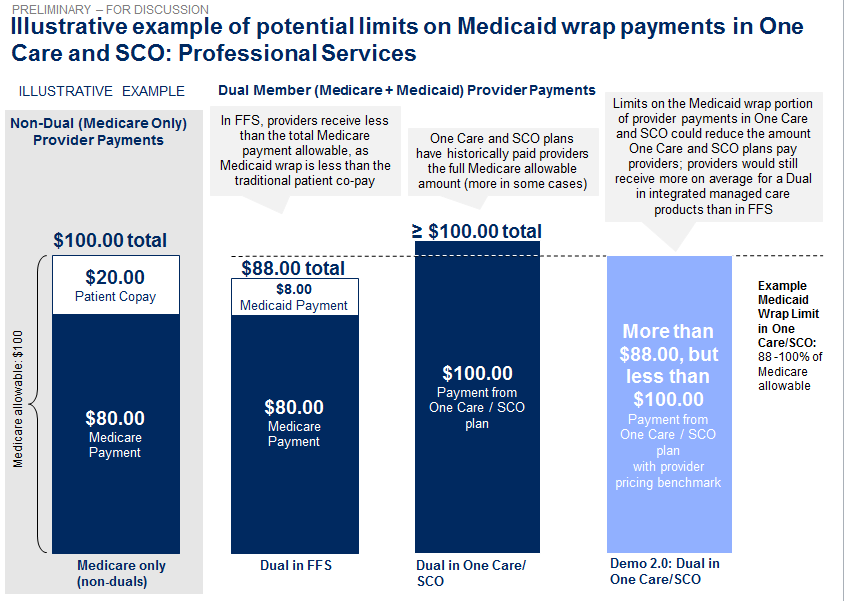 PRELIMINARY – FOR DISCUSSION
Illustrative example of potential limits on Medicaid wrap payments in One
Care and SCO: Professional Services
ILLUSTRATIVE EXAMPLE
Dual Member (Medicare + Medicaid) Provider Payments
Non-Dual (Medicare Only)
Provider Payments
In FFS, providers receive less
than the total Medicare
payment allowable, as
Medicaid wrap is less than the
traditional patient co-pay
One Care and SCO plans
have historically paid providers
the full Medicare allowable
amount (more in some cases)
Limits on the Medicaid wrap portion
of provider payments in One Care
and SCO could reduce the amount
One Care and SCO plans pay
providers; providers would still
receive more on average for a Dual
in integrated managed care
products than in FFS
Medicare allowable: $100
$100.00 total
$20.00
Patient Copay
$80.00
Medicare
Payment
Medicare only
(non-duals)
$88.00 total
$8.00
Medicaid Payment
$80.00
Medicare
Payment
Dual in FFS
≥ $100.00 total
$100.00
Payment from
One Care / SCO
plan
Dual in One Care/
SCO
More than
$88.00, but
less than
$100.00
Payment from
One Care / SCO
plan
with provider
pricing benchmark
Demo 2.0: Dual in
One Care/SCO
Example
Medicaid
Wrap Limit
in One
Care/SCO:
88 -100% of
Medicare
allowable